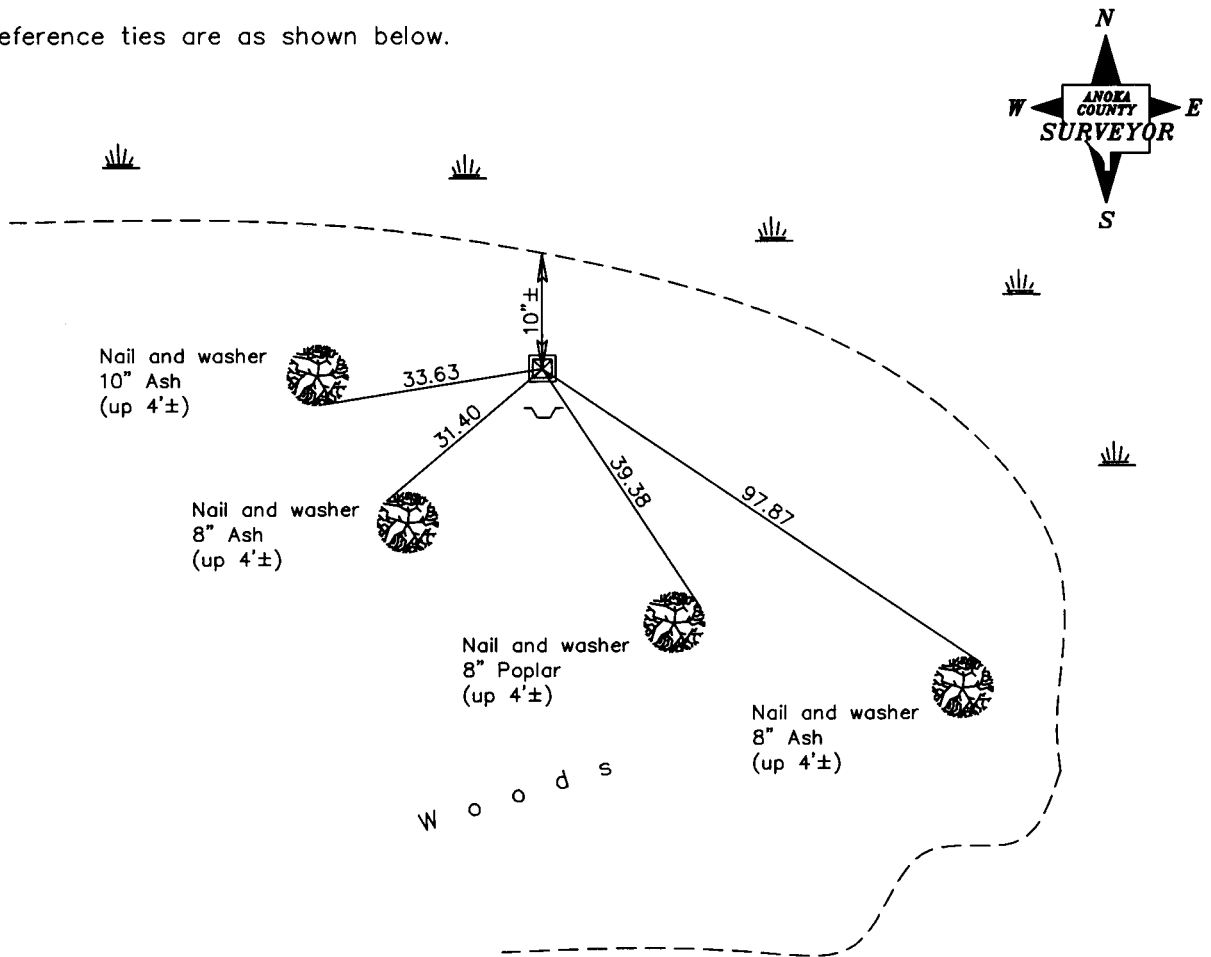 eference ties are as shown below.
N
W
ANOKA
COUNTY
SURVEYOR
E
S
10"±
Nail and washer
10" Ash
(up 4'±)
33.63
31.40
Nail and washer
8" Ash
(up 4'±)
39.38
97.87
Nail and washer
8" Poplar
(up 4'±)
Nail and washer
8" Ash
(up 4'±)
Woods